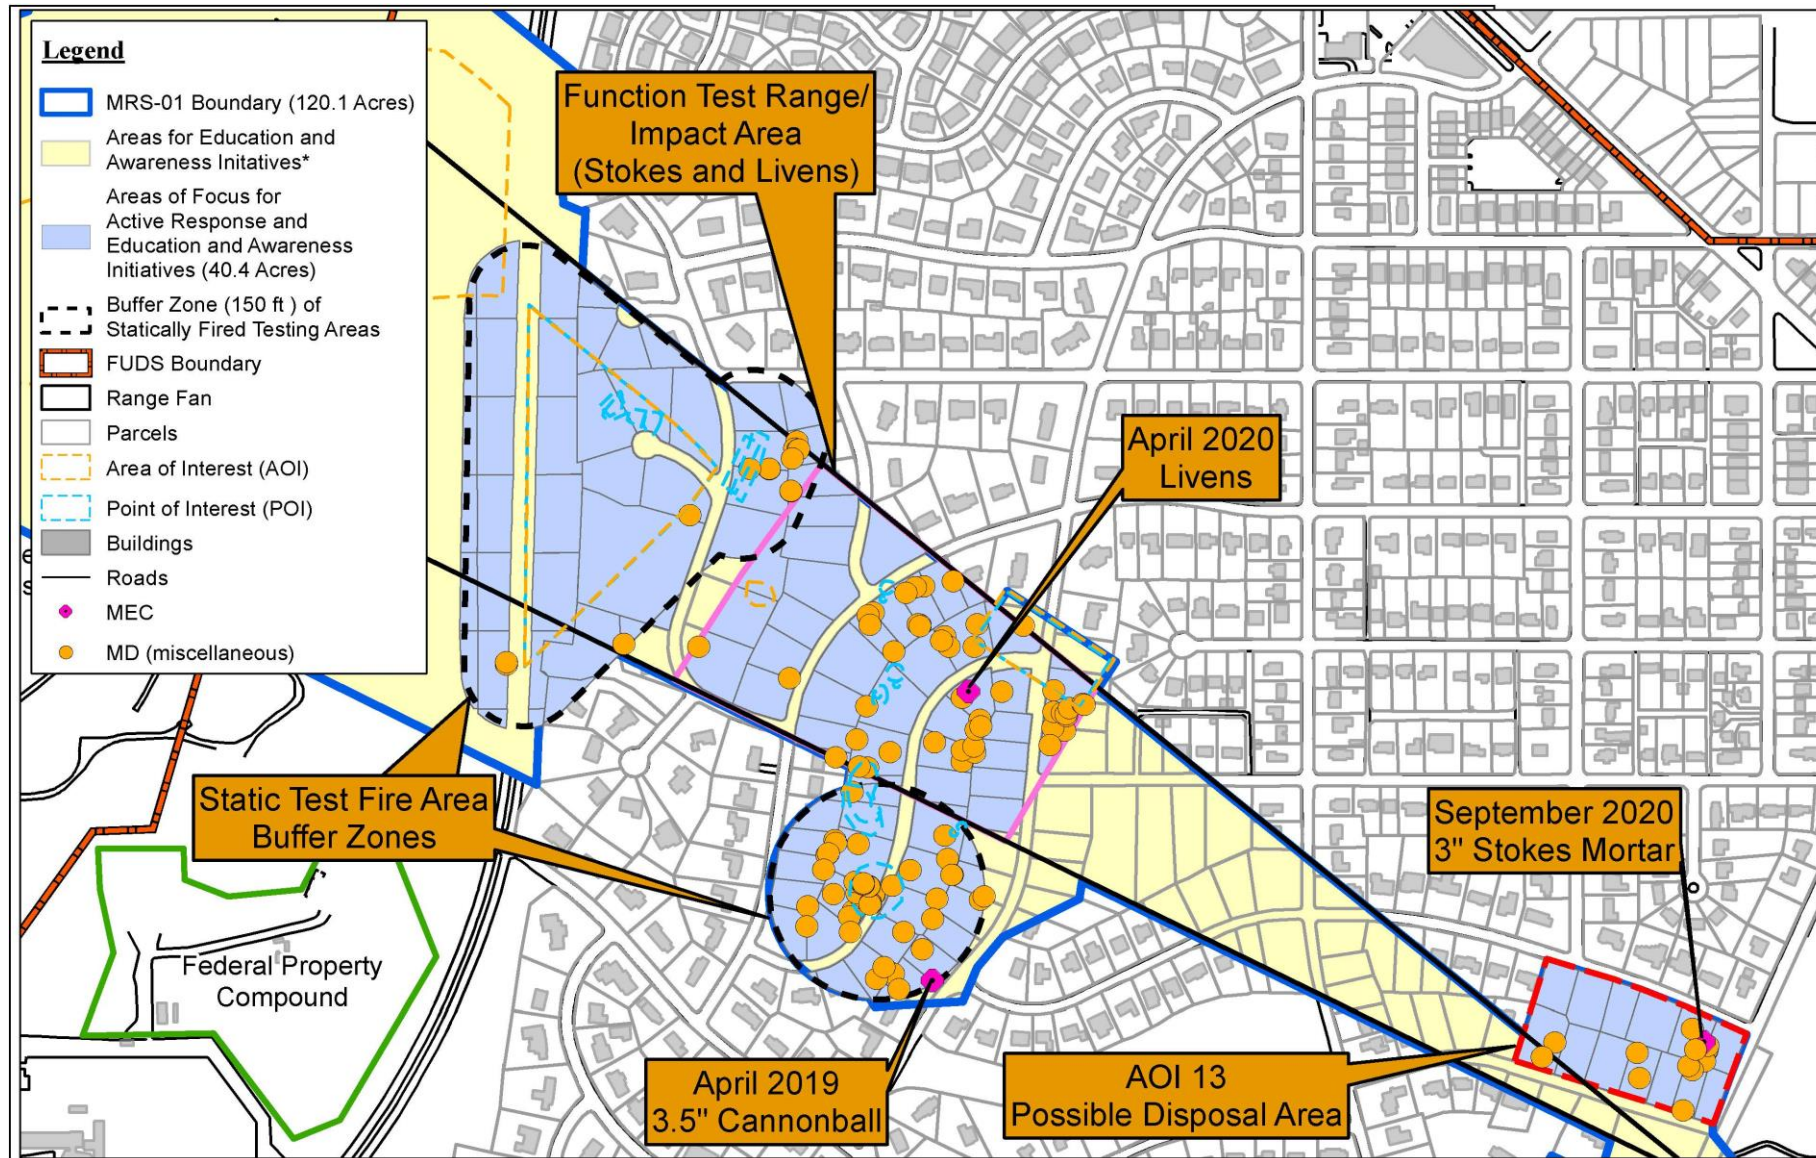 Legend
MRS-01 Boundary (120.1 Acres)
Areas for Education and
Awareness Initatives*
Areas of Focus for
Active Response and
Education and Awareness
Initiatives (40.4 Acres)
Buffer Zone (150 ft ) of
Statically Fired Testing Areas
FUDS Boundary
Range Fan
Parcels
Area of Interest (AOI)
Point of Interest (POI)
Buildings
Roads
MEC
MD (miscellaneous)
Function Test Range/
Impact Area
(Stokes and Livens)
April 2020
Livens
Static Test Fire Area
Buffer Zones
September 2020
3" Stokes Mortar
Federal Property
Compound
April 2019
3.5" Cannonball
AOI 13
Possible Disposal Area